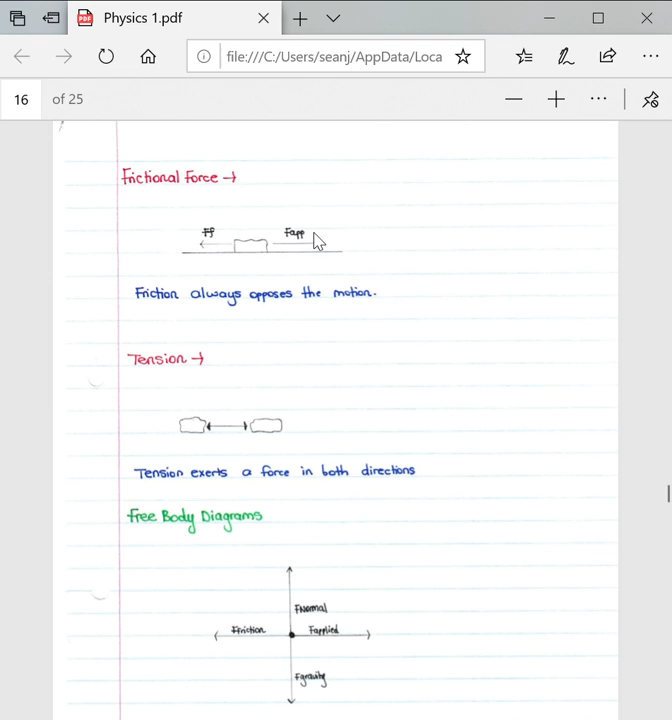 Physics 1.pdf
file:///C:/Users/seanj/AppData/Loca
16 of 25
Frictional Force →
Ff Fapp
Friction always opposes the motion.
Tension →
Tension exerts a force in both directions
Free Body Diagrams
FNormal
Ffriction Fapplied
Fgravity